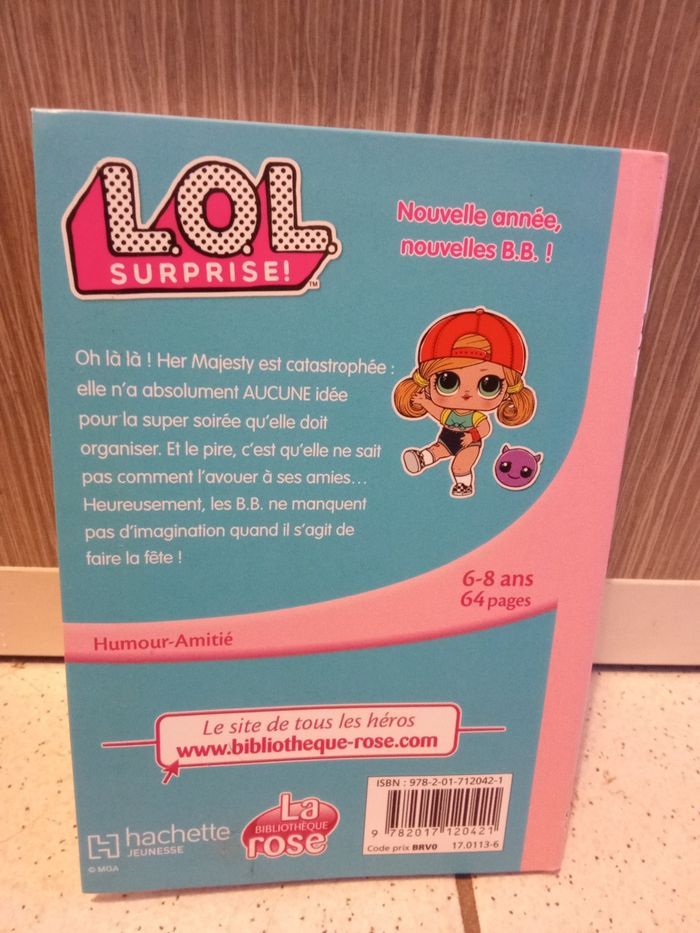 L.O.L.
SURPRISE!
TM
Nouvelle année,
nouvelles B.B. !
Oh là là ! Her Majesty est catastrophée :
elle n'a absolument AUCUNE idée
pour la super soirée qu'elle doit
organiser. Et le pire, c'est qu'elle ne sait
pas comment l'avouer à ses amies...
Heureusement, les B.B. ne manquent
pas d'imagination quand il s'agit de
faire la fête !
6-8 ans
64 pages
Humour-Amitié
Le site de tous les héros
www.bibliotheque-rose.com
ISBN : 978-2-01-712042-1
9 782017 120421
Code prix BRV0 17.0113-6
hachette
JEUNESSE
© MGA
La
BIBLIOTHÈQUE
rose